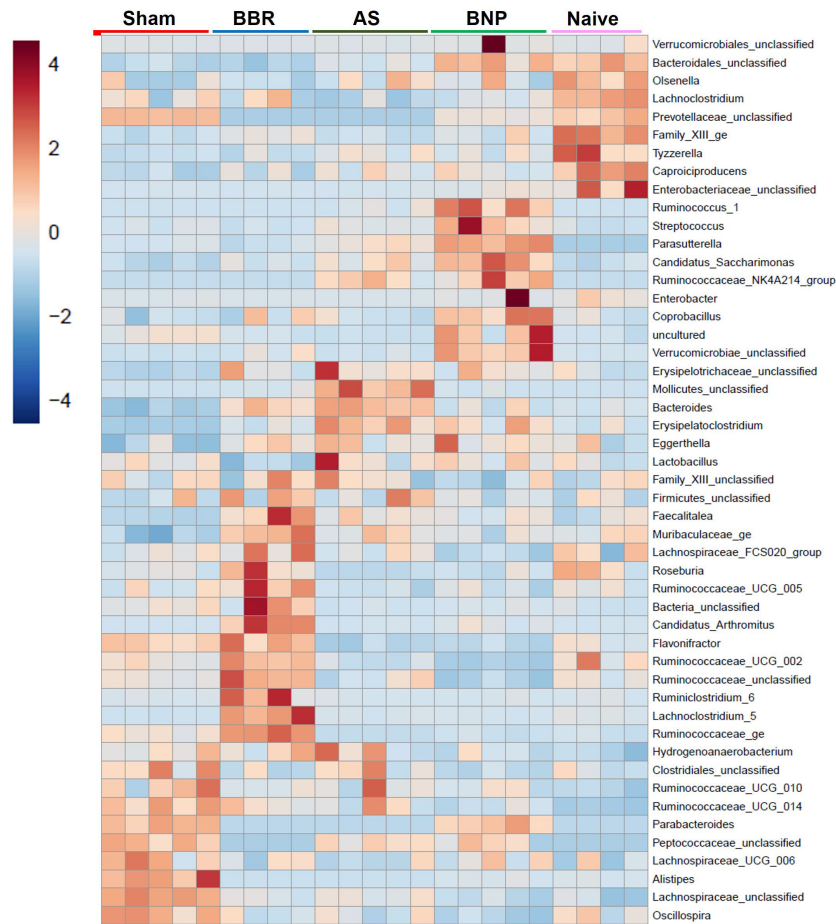 Sham BBR AS BNP Naive
4
2
0
−2
−4
Verrucomicrobiales_unclassified
Bacteroidales_unclassified
Olsenella
Lachnoclostridium
Prevotellaceae_unclassified
Family_XIII_ge
Tyzzerella
Caproiciproducens
Enterobacteriaceae_unclassified
Ruminococcus_1
Streptococcus
Parasutterella
Candidatus_Saccharimonas
Ruminococcaceae_NK4A214_group
Enterobacter
Coprobacillus
uncultured
Verrucomicrobiae_unclassified
Erysipelotrichaceae_unclassified
Mollicutes_unclassified
Bacteroides
Erysipelatoclostridium
Eggerthella
Lactobacillus
Family_XIII_unclassified
Firmicutes_unclassified
Faecalitalea
Muribaculaceae_ge
Lachnospiraceae_FCS020_group
Roseburia
Ruminococcaceae_UCG_005
Bacteria_unclassified
Candidatus_Arthromitus
Flavonifractor
Ruminococcaceae_UCG_002
Ruminococcaceae_unclassified
Ruminiclostridium_6
Lachnoclostridium_5
Ruminococcaceae_ge
Hydrogenoanaerobacterium
Clostridiales_unclassified
Ruminococcaceae_UCG_010
Ruminococcaceae_UCG_014
Parabacteroides
Peptococcaceae_unclassified
Lachnospiraceae_UCG_006
Alistipes
Lachnospiraceae_unclassified
Oscillospira